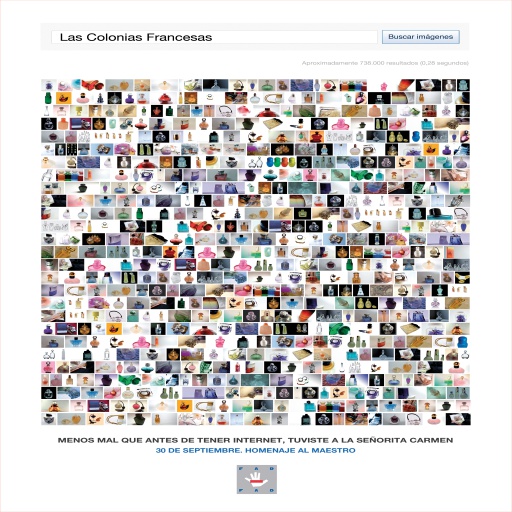 Las Colonias Francesas
Buscar imágenes
Aproximadamente 738.000 resultados (0,28 segundos)
MENOS MAL QUE ANTES DE TENER INTERNET, TUVISTE A LA SEÑORITA CARMEN
30 DE SEPTIEMBRE. HOMENAJE AL MAESTRO
F A D
F A D